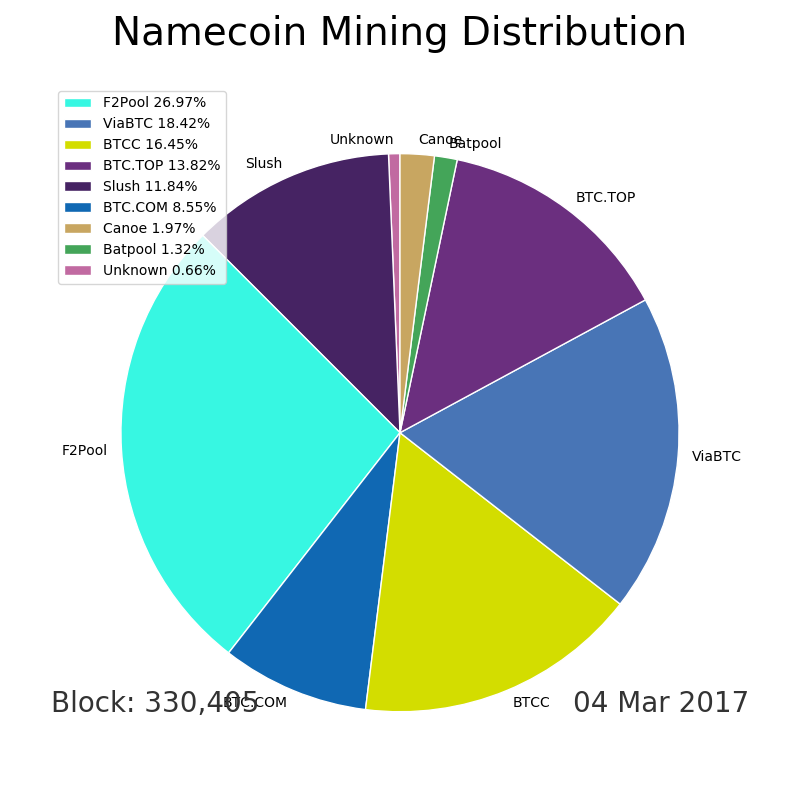 Namecoin Mining Distribution
F2Pool 26.97%
ViaBTC 18.42%
BTCC 16.45%
BTC.TOP 13.82%
Slush 11.84%
BTC.COM 8.55%
Canoe 1.97%
Batpool 1.32%
Unknown 0.66%
Unknown
Canoe
Batpool
Slush
BTC.TOP
F2Pool
ViaBTC
BTC.COM
BTCC
Block: 330,405
04 Mar 2017